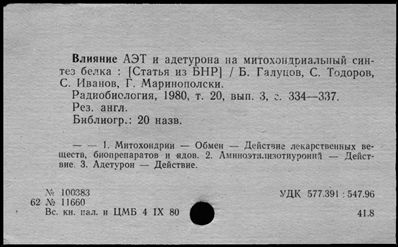 Влияние АЭТ и адетурона на митохондриальный син-
тез белка : [Статья из БНР] / Б. Галунов, С. Тодоров,
С. Иванов, Г. Маринополски.
Радиобиология, 1980, т. 20, вып. 3, с. 334—337.
Рез. англ.
Библиогр.: 20 назв.
— — 1. Митохондрии — Обмен — Действие лекарственных ве-
ществ, биопрепаратов и ядов. 2. Аминоэтилизотиуроний — Дейст-
вие. 3. Адетурон — Действие.
№ 100383 УДК 577.391 : 547.96
62 № 11660
Вс. кн. пал. и ЦМБ 4 IX 80 41.8